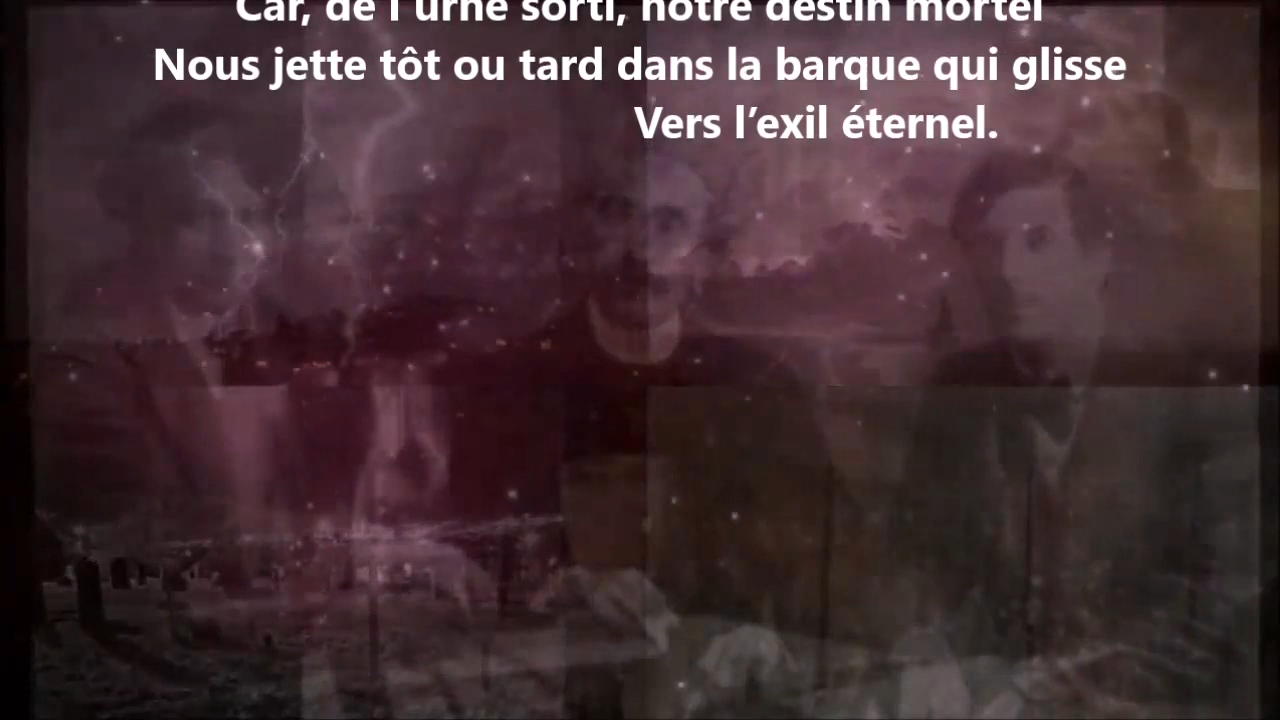 Car, de l'urne sorti, notre destin mortel
Nous jette tôt ou tard dans la barque qui glisse
Vers l’exil éternel.